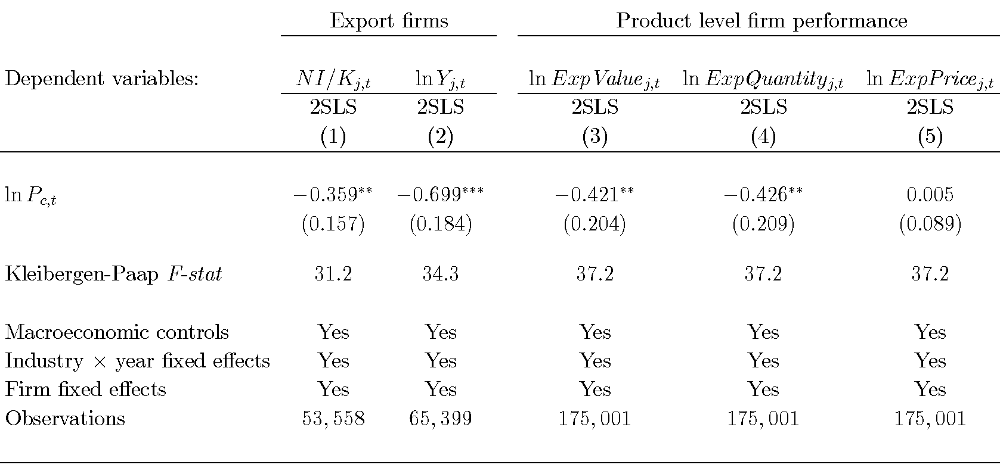 Export firms Product level firm performance
Dependent variables: NI/K_{j,t} ln Y_{j,t} ln ExpValue_{j,t} ln ExpQuantity_{j,t} ln ExpPrice_{j,t}
2SLS 2SLS 2SLS 2SLS 2SLS
(1) (2) (3) (4) (5)
ln P_{c,t} −0.359** −0.699*** −0.421** −0.426** 0.005
(0.157) (0.184) (0.204) (0.209) (0.089)
Kleibergen-Paap F-stat 31.2 34.3 37.2 37.2 37.2
Macroeconomic controls Yes Yes Yes Yes Yes
Industry × year fixed effects Yes Yes Yes Yes Yes
Firm fixed effects Yes Yes Yes Yes Yes
Observations 53,558 65,399 175,001 175,001 175,001